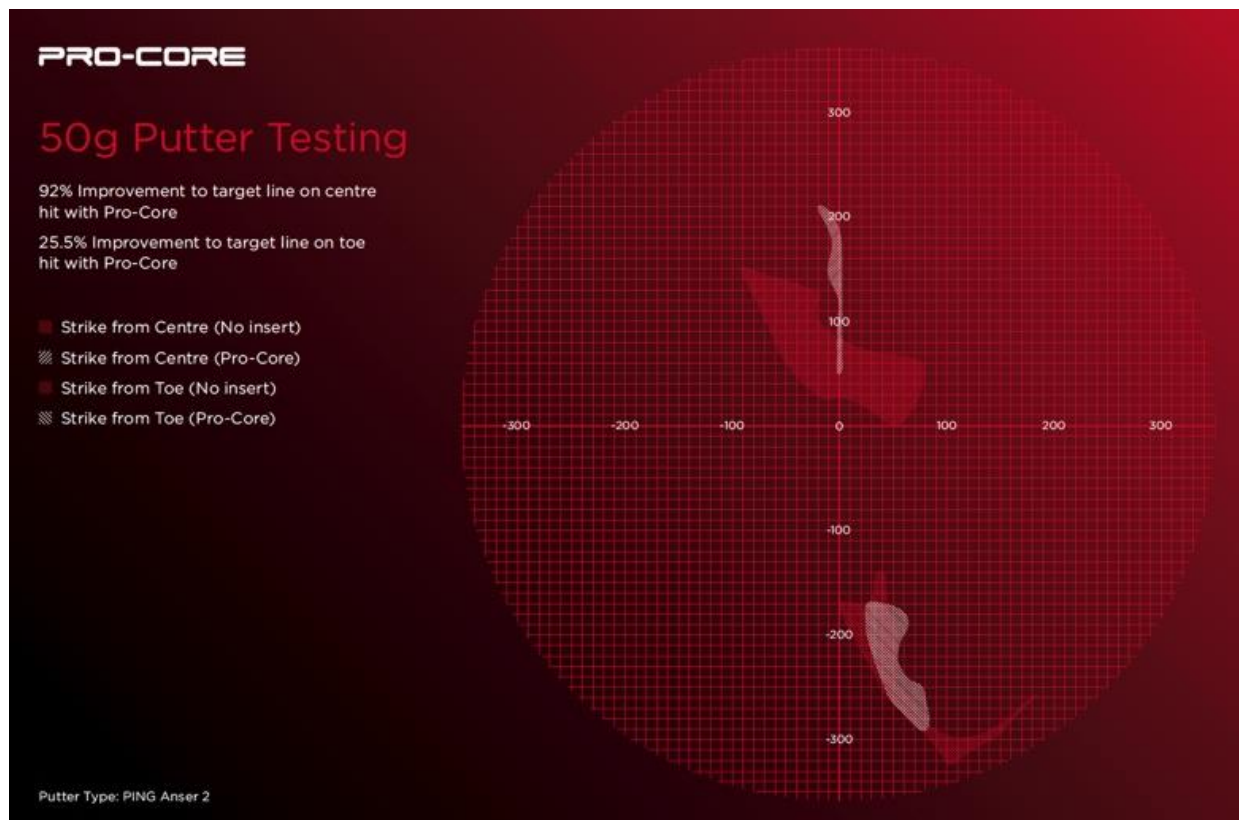 PRO-CORE
50g Putter Testing
92% Improvement to target line on centre
hit with Pro-Core
25.5% Improvement to target line on toe
hit with Pro-Core
Strike from Centre (No insert)
Strike from Centre (Pro-Core)
Strike from Toe (No insert)
Strike from Toe (Pro-Core)
300
200
100
-300 -200 -100 0 100 200 300
-100
-200
-300
Putter Type: PING Anser 2